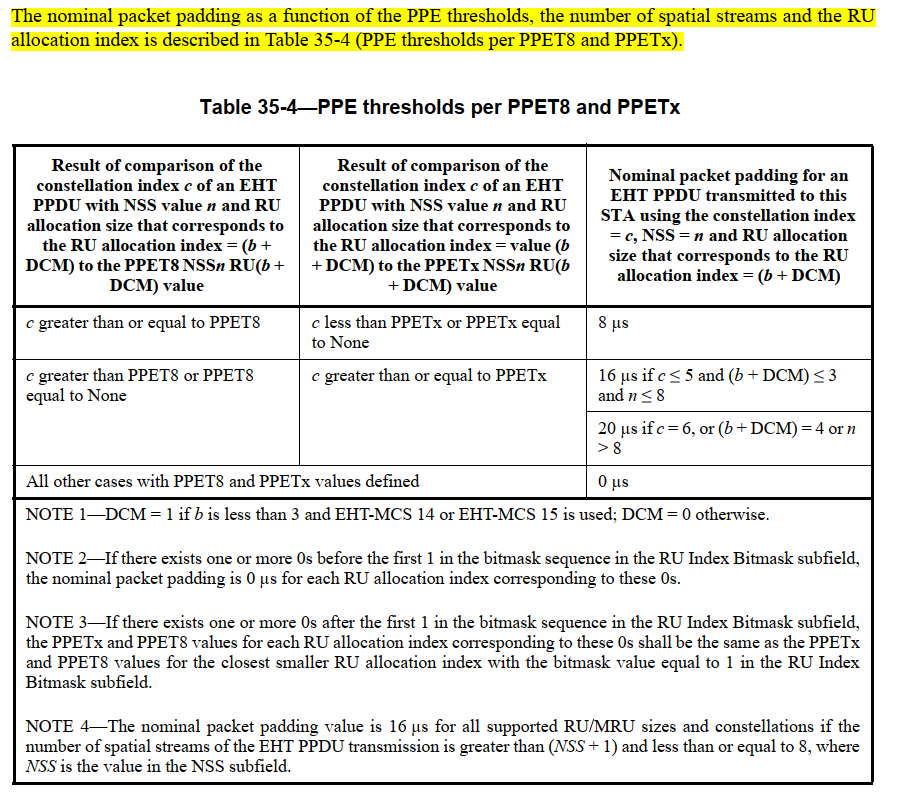 The nominal packet padding as a function of the PPE thresholds, the number of spatial streams and the RU
allocation index is described in Table 35-4 (PPE thresholds per PPET8 and PPETx).
Table 35-4—PPE thresholds per PPET8 and PPETx
Result of comparison of the
constellation index c of an EHT
PPDU with NSS value n and RU
allocation size that corresponds to
the RU allocation index = (b +
DCM) to the PPET8 NSSn RU(b +
DCM) value
Result of comparison of the
constellation index c of an EHT
PPDU with NSS value n and RU
allocation size that corresponds to
the RU allocation index = value (b
+ DCM) to the PPETx NSSn RU(b
+ DCM) value
Nominal packet padding for an
EHT PPDU transmitted to this
STA using the constellation index
= c, NSS = n and RU allocation
size that corresponds to the RU
allocation index = (b + DCM)
c greater than or equal to PPET8
c less than PPETx or PPETx equal
to None
8 µs
c greater than PPET8 or PPET8
equal to None
c greater than or equal to PPETx
16 µs if c ≤ 5 and (b + DCM) ≤ 3
and n ≤ 8
20 µs if c = 6, or (b + DCM) = 4 or n
> 8
All other cases with PPET8 and PPETx values defined
0 µs
NOTE 1—DCM = 1 if b is less than 3 and EHT-MCS 14 or EHT-MCS 15 is used; DCM = 0 otherwise.
NOTE 2—If there exists one or more 0s before the first 1 in the bitmask sequence in the RU Index Bitmask subfield,
the nominal packet padding is 0 µs for each RU allocation index corresponding to these 0s.
NOTE 3—If there exists one or more 0s after the first 1 in the bitmask sequence in the RU Index Bitmask subfield,
the PPETx and PPET8 values for each RU allocation index corresponding to these 0s shall be the same as the PPETx
and PPET8 values for the closest smaller RU allocation index with the bitmask value equal to 1 in the RU Index
Bitmask subfield.
NOTE 4—The nominal packet padding value is 16 µs for all supported RU/MRU sizes and constellations if the
number of spatial streams of the EHT PPDU transmission is greater than (NSS + 1) and less than or equal to 8, where
NSS is the value in the NSS subfield.